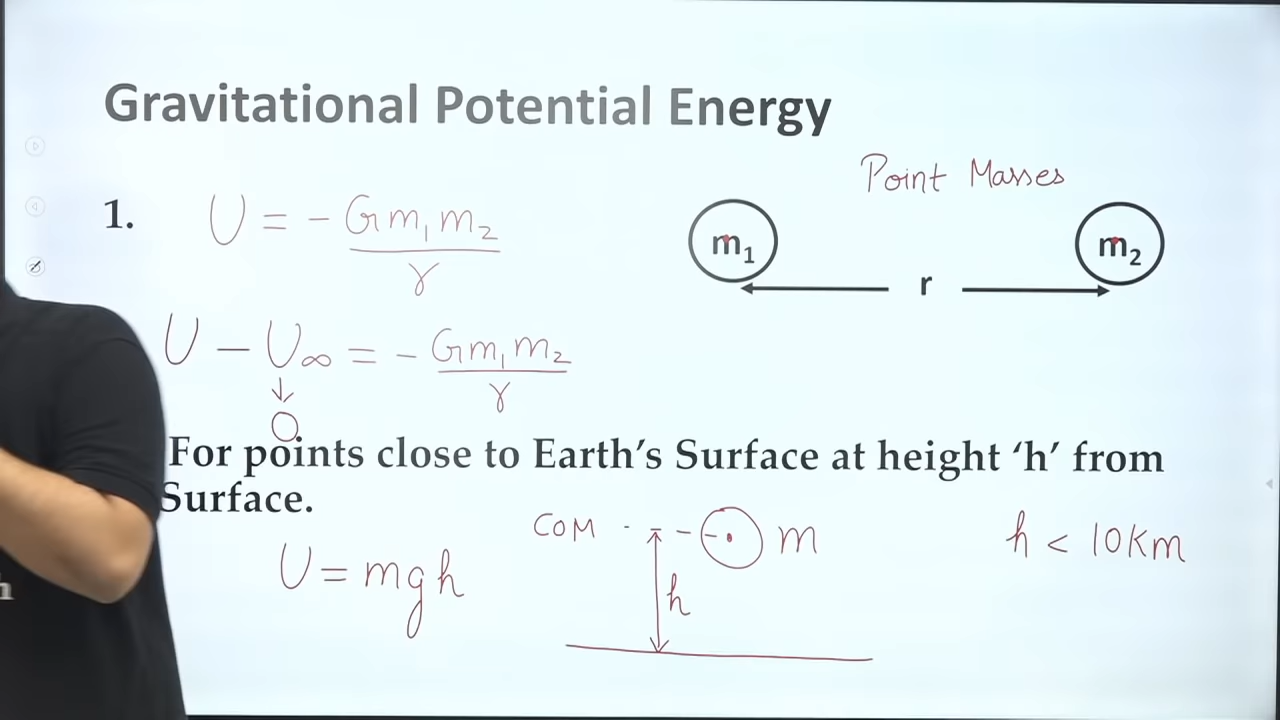 Gravitational Potential Energy
Point Masses
1.
U = - Gm₁m₂/r
m₁
m₂
r
U - U∞ = - Gm₁m₂/r
↓
0
For points close to Earth's Surface at height 'h' from
Surface.
U = mgh
COM
m
h
h < 10Km